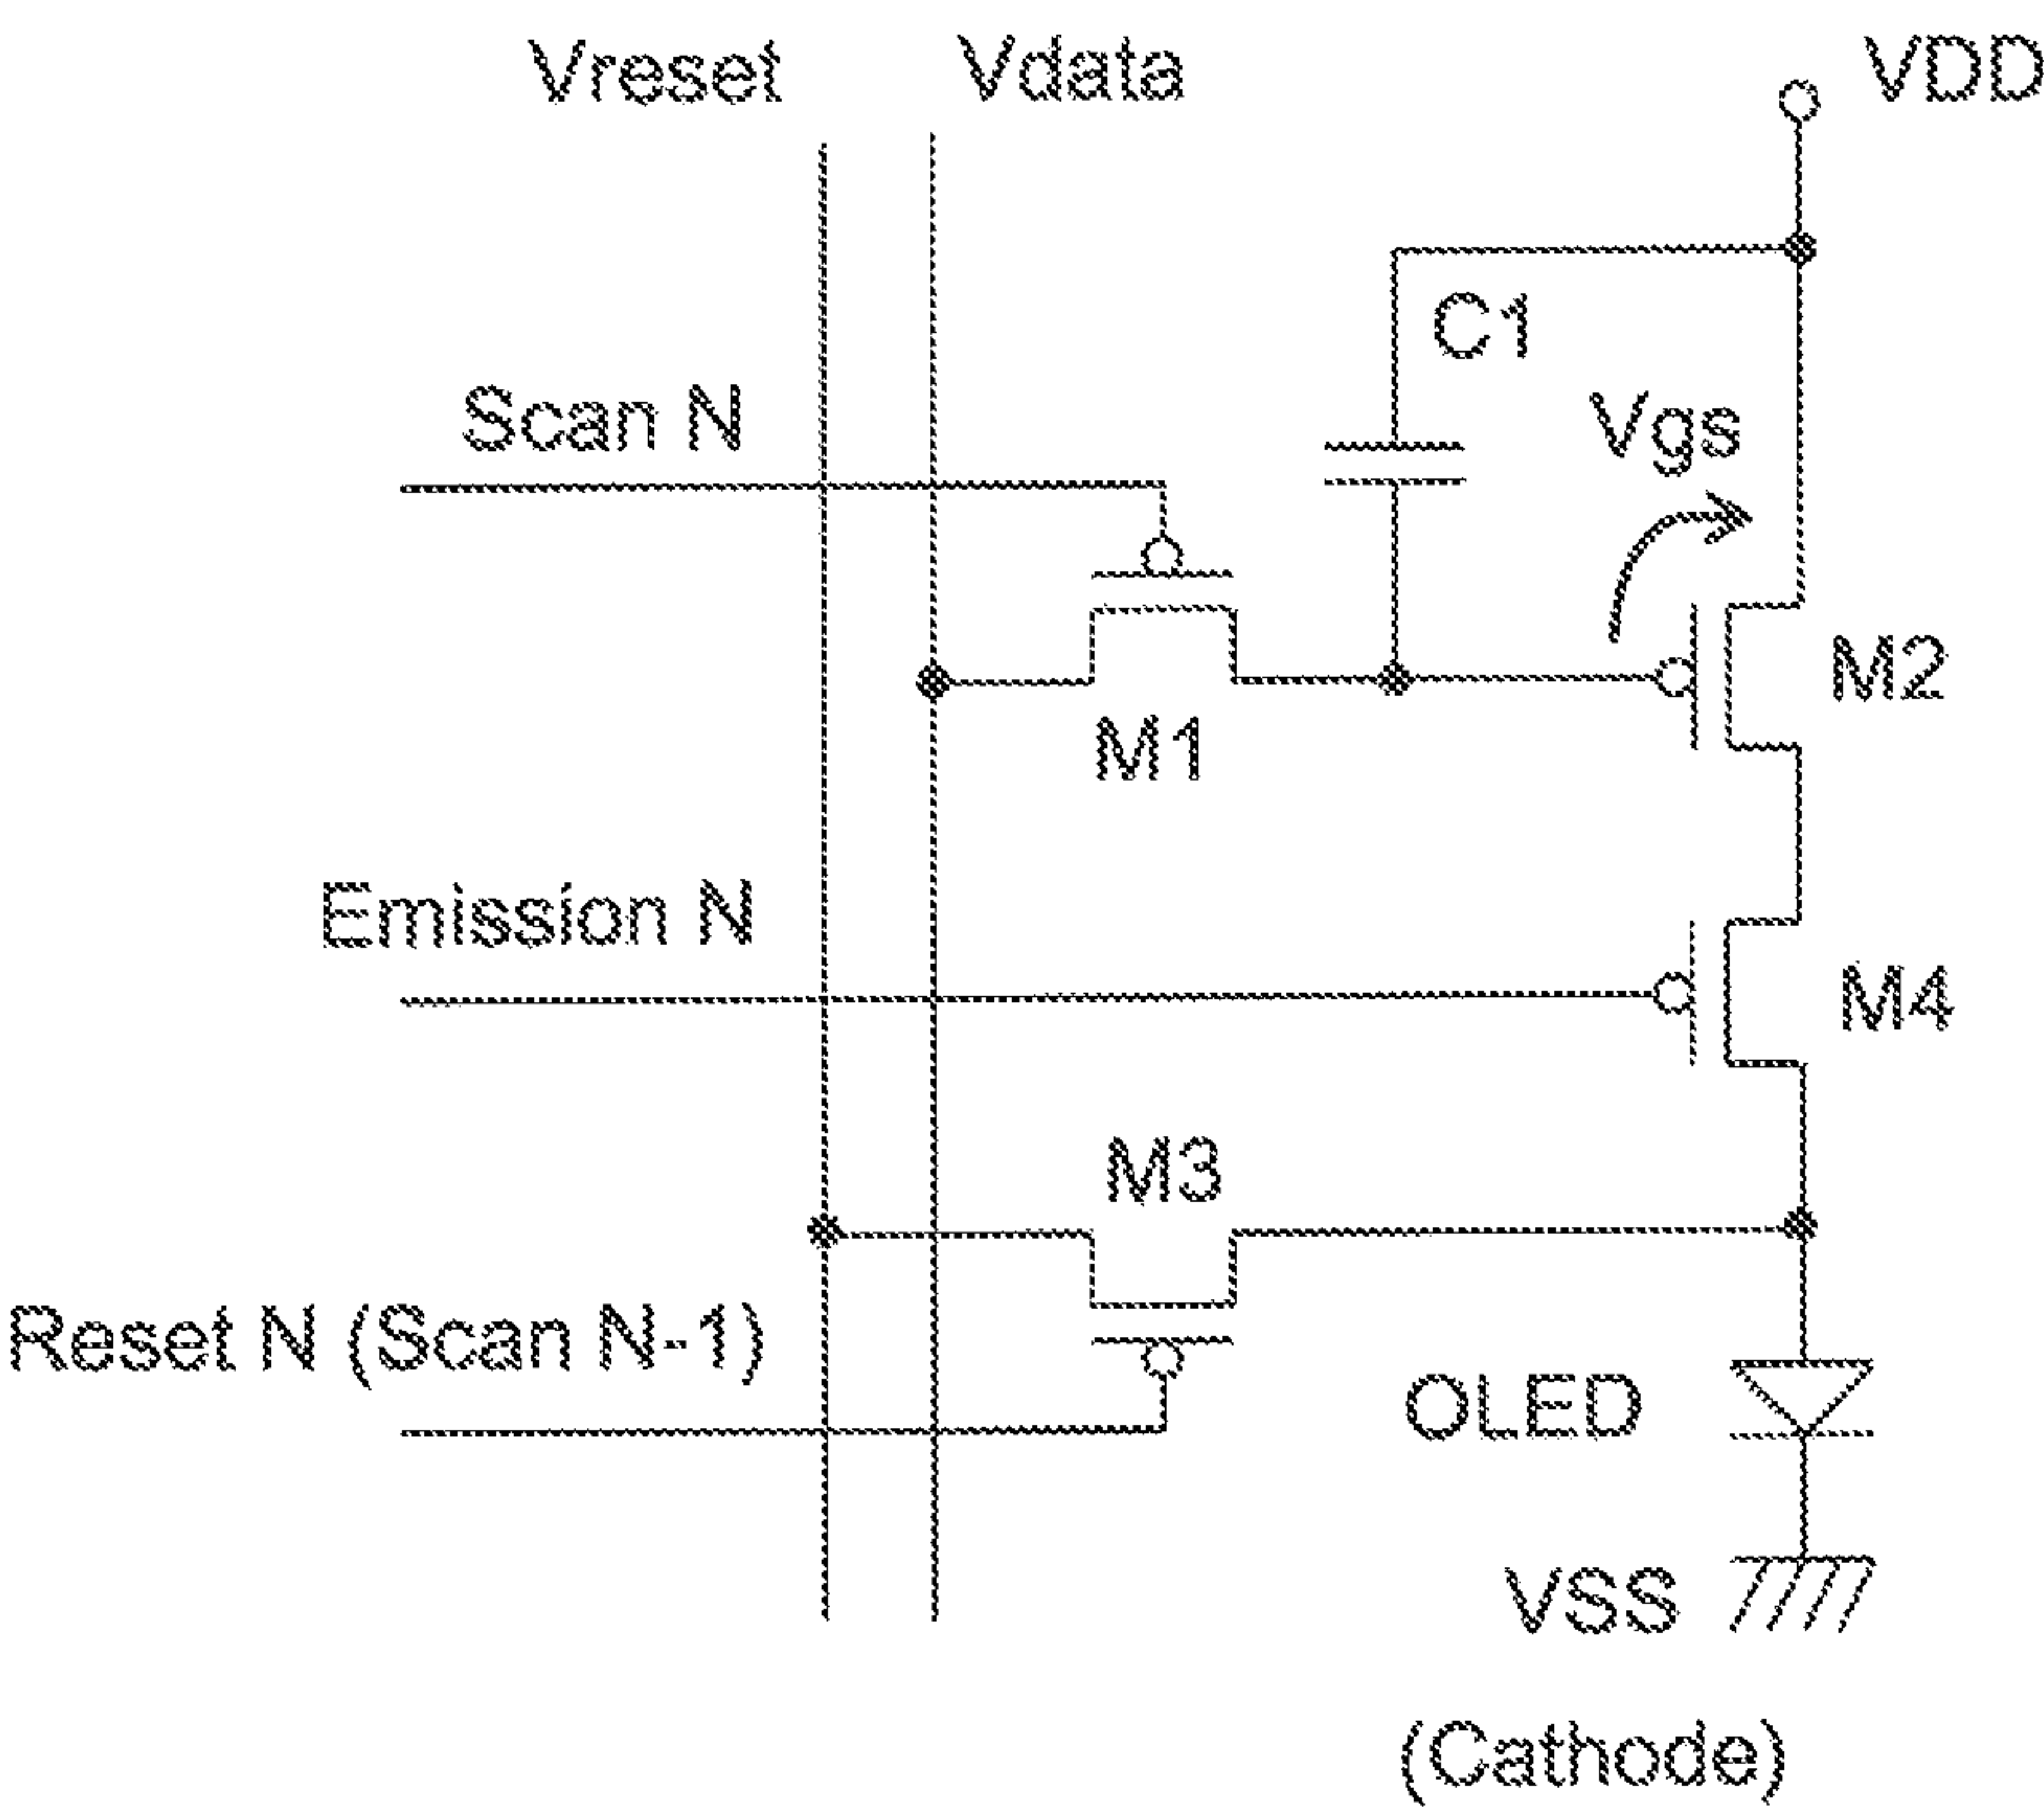 Vreset
Vdata
VDD
C1
Scan N
Vgs
M2
M1
Emission N
M4
M3
Reset N (Scan N-1)
OLED
VSS
(Cathode)